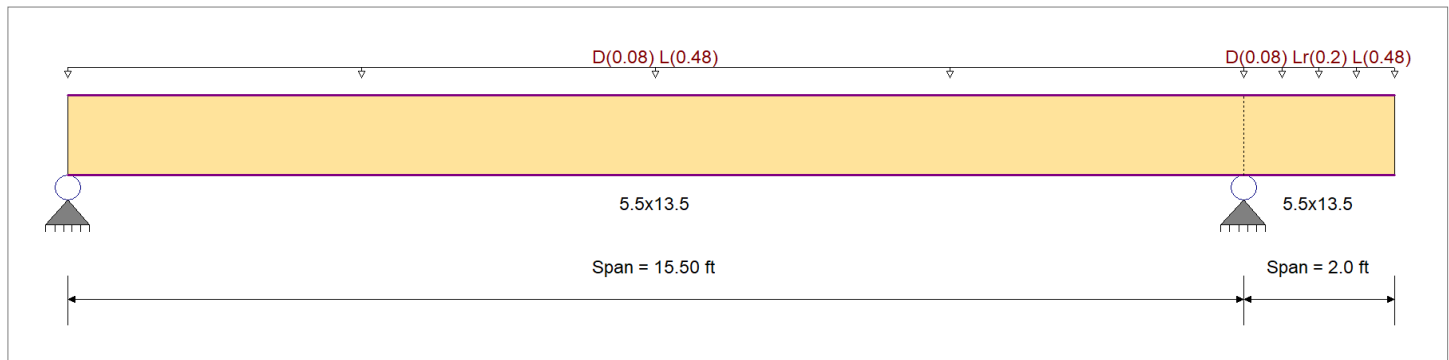 D(0.08) L(0.48) D(0.08) Lr(0.2) L(0.48)
5.5x13.5 5.5x13.5
Span = 15.50 ft Span = 2.0 ft